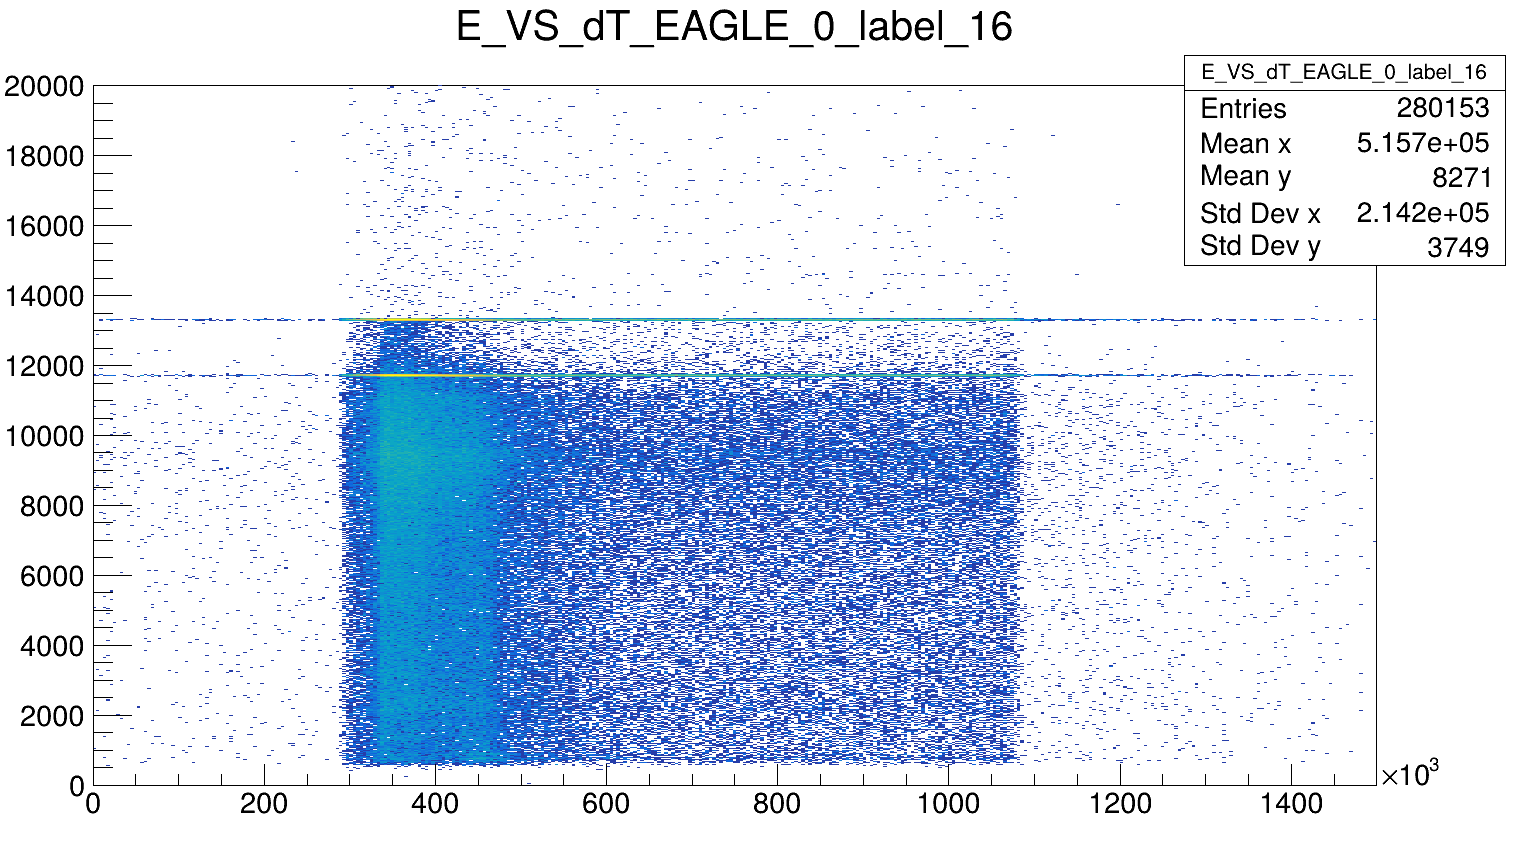 E_VS_dT_EAGLE_0_label_16
E_VS_dT_EAGLE_0_label_16
Entries 280153
Mean x 5.157e+05
Mean y 8271
Std Dev x 2.142e+05
Std Dev y 3749
20000
18000
16000
14000
12000
10000
8000
6000
4000
2000
0
0 200 400 600 800 1000 1200 1400
×10³